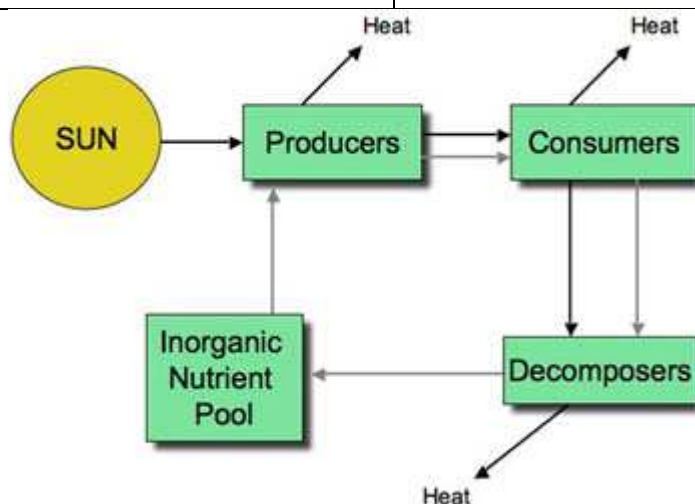 Heat
Heat
SUN
Producers
Consumers
Inorganic
Nutrient
Pool
Decomposers
Heat